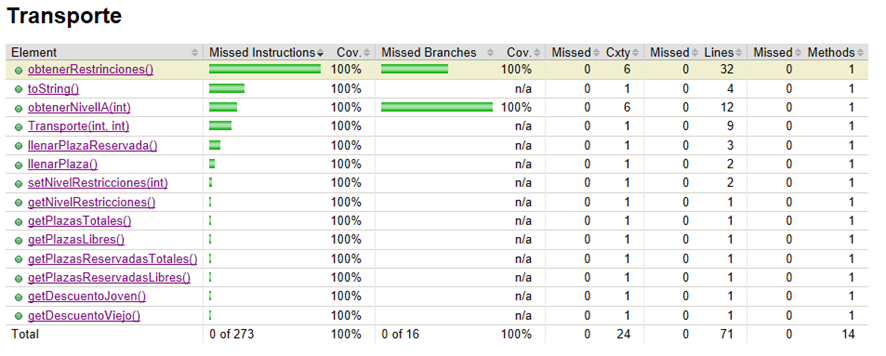 Transporte
Element Missed Instructions Cov. Missed Branches Cov. Missed Cxty Missed Lines Missed Methods
obtenerRestrinciones() 100% 100% 0 6 0 32 0 1
toString() 100% n/a 0 1 0 4 0 1
obtenerNivelIA(int) 100% 100% 0 6 0 12 0 1
Transporte(int, int) 100% n/a 0 1 0 9 0 1
llenarPlazaReservada() 100% n/a 0 1 0 3 0 1
llenarPlaza() 100% n/a 0 1 0 2 0 1
setNivelRestricciones(int) 100% n/a 0 1 0 2 0 1
getNivelRestricciones() 100% n/a 0 1 0 1 0 1
getPlazasTotales() 100% n/a 0 1 0 1 0 1
getPlazasLibres() 100% n/a 0 1 0 1 0 1
getPlazasReservadasTotales() 100% n/a 0 1 0 1 0 1
getPlazasReservadasLibres() 100% n/a 0 1 0 1 0 1
getDescuentoJoven() 100% n/a 0 1 0 1 0 1
getDescuentoViejo() 100% n/a 0 1 0 1 0 1
Total 0 of 273 100% 0 of 16 100% 0 24 0 71 0 14